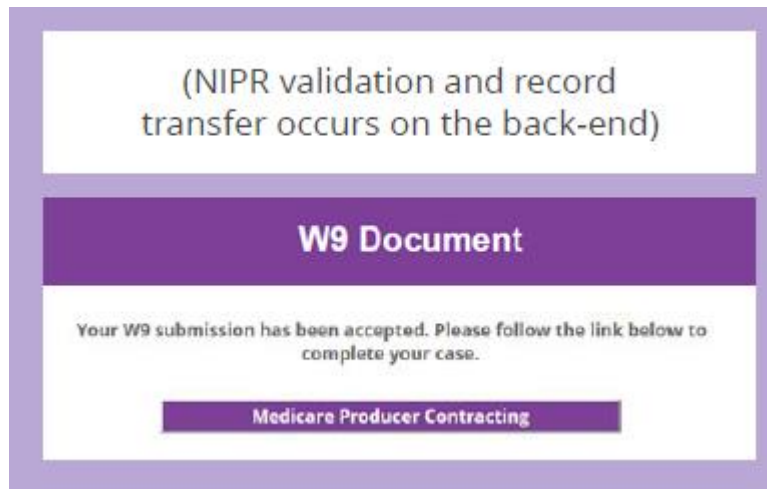 (NIPR validation and record
transfer occurs on the back-end)
W9 Document
Your W9 submission has been accepted. Please follow the link below to
complete your case.
Medicare Producer Contracting